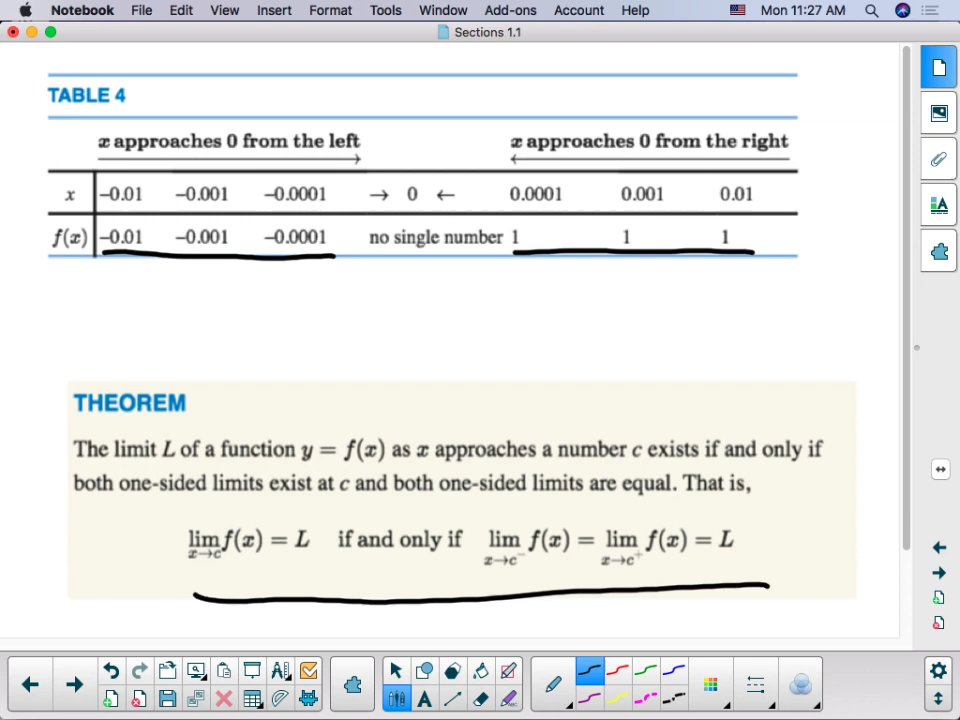 Notebook File Edit View Insert Format Tools Window Add-ons Account Help Mon 11:27 AM
Sections 1.1
TABLE 4
x approaches 0 from the left x approaches 0 from the right
x −0.01 −0.001 −0.0001 → 0 ← 0.0001 0.001 0.01
f(x) −0.01 −0.001 −0.0001 no single number 1 1 1
THEOREM
The limit L of a function y = f(x) as x approaches a number c exists if and only if
both one-sided limits exist at c and both one-sided limits are equal. That is,
lim x→c f(x) = L if and only if lim x→c⁻ f(x) = lim x→c⁺ f(x) = L